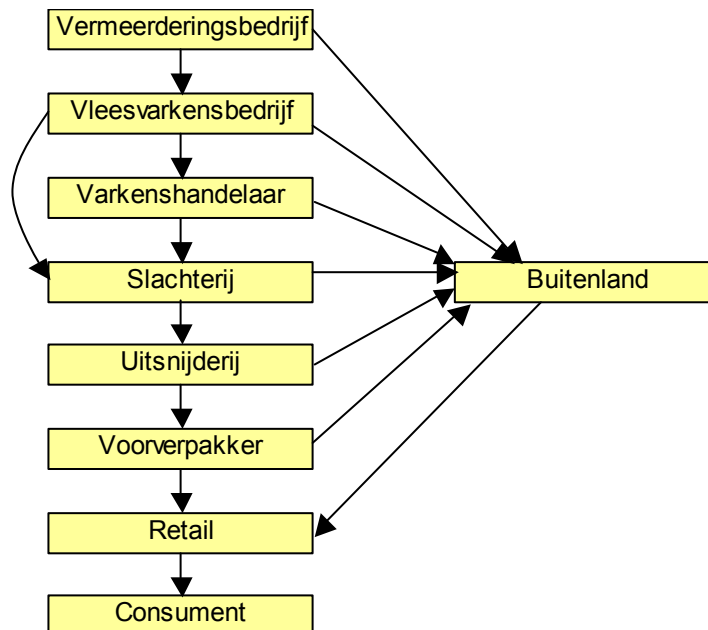 Vermeerderingsbedrijf
Vleesvarkensbedrijf
Varkenshandelaar
Slachterij
Buitenland
Uitsnijderij
Voorverpakker
Retail
Consument